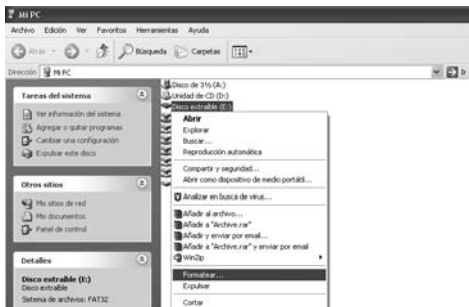 Mi PC
Archivo Edición Ver Favoritos Herramientas Ayuda
Atrás Búsqueda Carpetas
Dirección Mi PC Ir
Tareas del sistema
Ver información del sistema
Agregar o quitar programas
Cambiar una configuración
Expulsar este disco
Otros sitios
Mis sitios de red
Mis documentos
Panel de control
Detalles
Disco extraíble (E:)
Disco extraíble
Sistema de archivos: FAT32
Disco de 3½ (A:)
Unidad de CD (D:)
Disco extraíble (E:)
Abrir
Explorar
Buscar...
Reproducción automática
Compartir y seguridad...
Abrir como dispositivo de medio portátil...
Analizar en busca de virus...
Añadir al archivo...
Añadir a "Archive.rar"
Añadir y enviar por email...
Añadir a "Archive.rar" y enviar por email
WinZip
Formatear...
Expulsar
Cortar